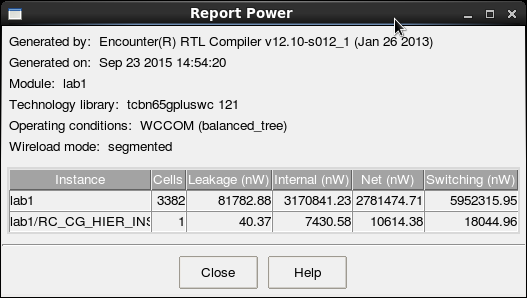 Report Power
Generated by: Encounter(R) RTL Compiler v12.10-s012_1 (Jan 26 2013)
Generated on: Sep 23 2015 14:54:20
Module: lab1
Technology library: tcbn65gpluswc 121
Operating conditions: WCCOM (balanced_tree)
Wireload mode: segmented
Instance Cells Leakage (nW) Internal (nW) Net (nW) Switching (nW)
lab1 3382 81782.88 3170841.23 2781474.71 5952315.95
lab1/RC_CG_HIER_INS 1 40.37 7430.58 10614.38 18044.96
Close Help